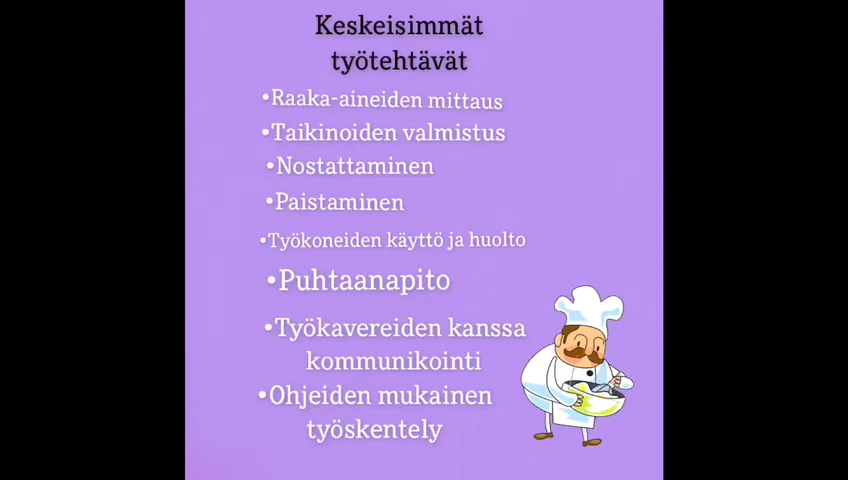 Keskeisimmät
työtehtävät
•Raaka-aineiden mittaus
•Taikinoiden valmistus
•Nostattaminen
•Paistaminen
•Työkoneiden käyttö ja huolto
•Puhtaanapito
•Työkavereiden kanssa
kommunikointi
•Ohjeiden mukainen
työskentely